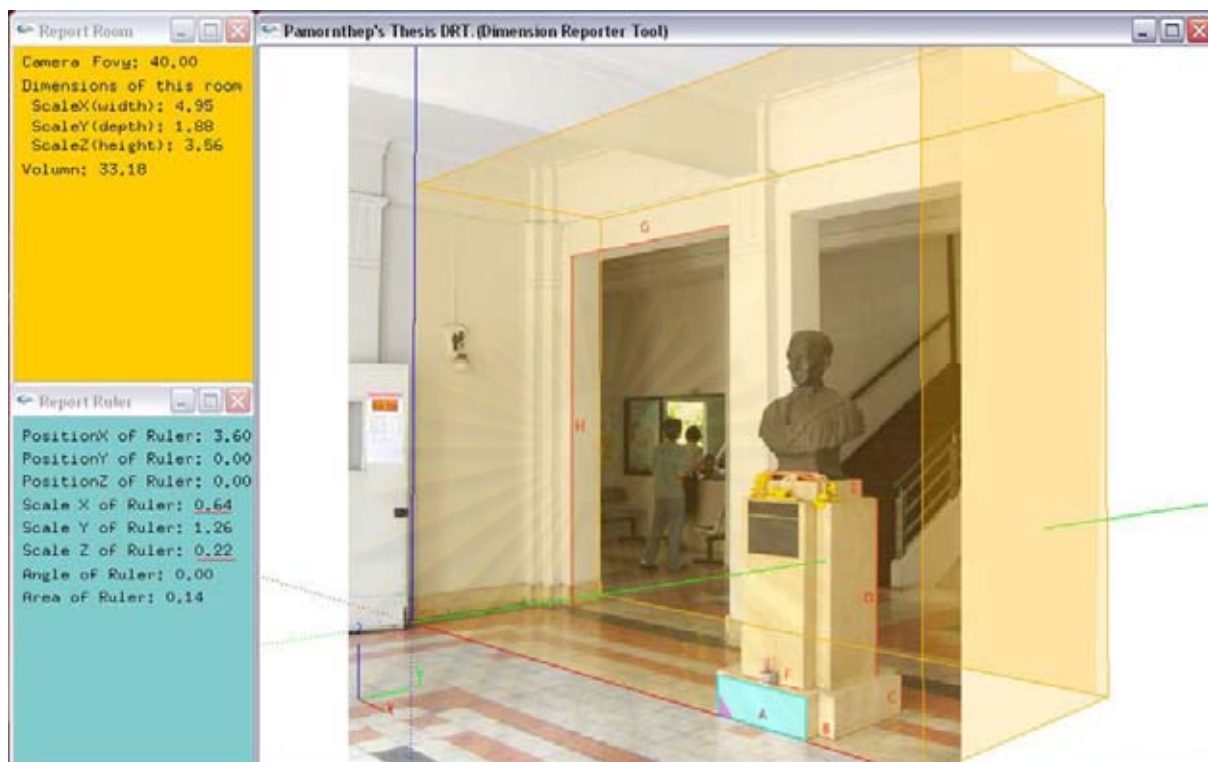 Report Room
Camera Fovy: 40.00
Dimensions of this room
ScaleX(width): 4.95
ScaleY(depth): 1.88
ScaleZ(height): 3.56
Volumn: 33.18
Report Ruler
PositionX of Ruler: 3.60
PositionY of Ruler: 0.00
PositionZ of Ruler: 0.00
Scale X of Ruler: 0.64
Scale Y of Ruler: 1.26
Scale Z of Ruler: 0.22
Angle of Ruler: 0.00
Area of Ruler: 0.14
Pamornthep's Thesis DRT.(Dimension Reporter Tool)
G
H
E
D
F
C
A
B
Z
Y
X